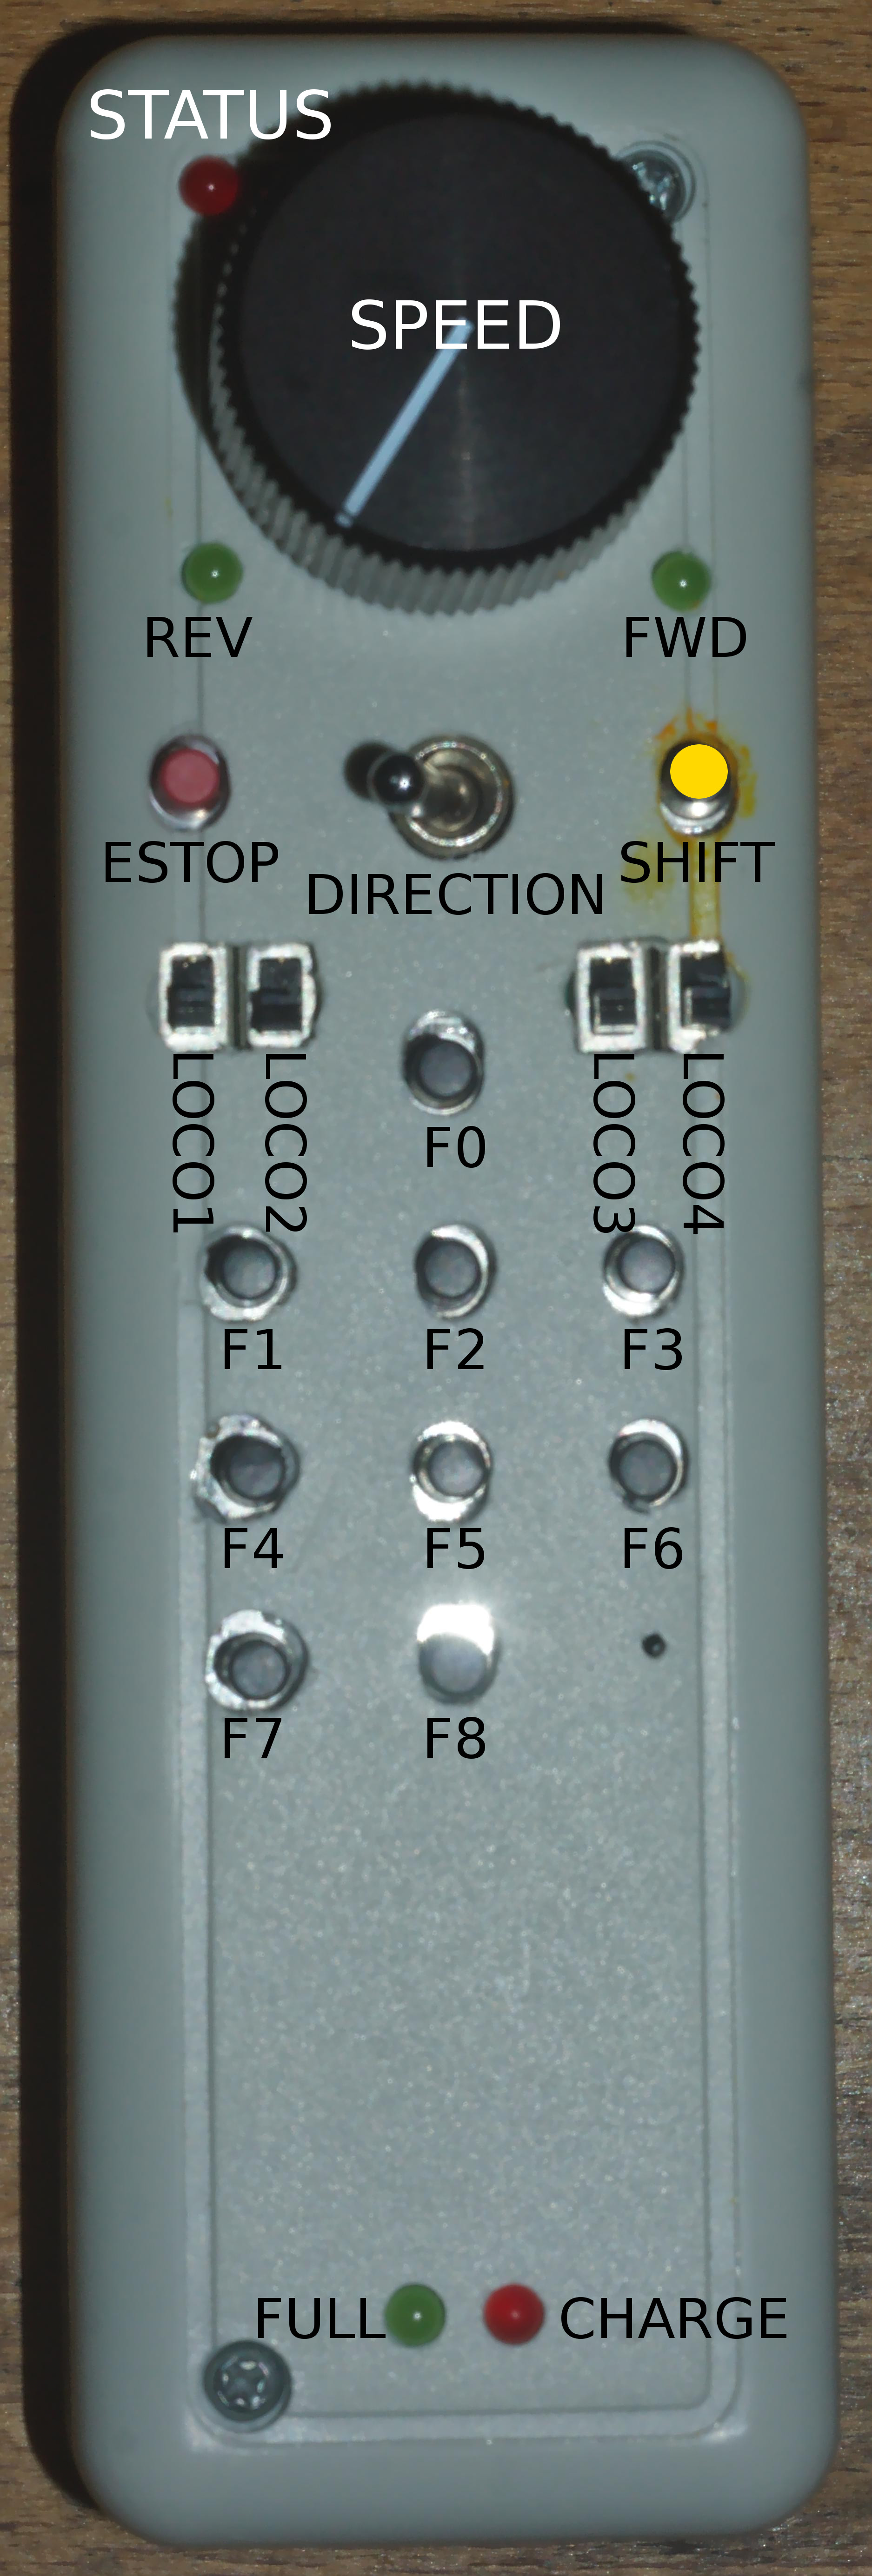 STATUS
SPEED
REV
FWD
ESTOP
DIRECTION
SHIFT
LOCO1
LOCO2
LOCO3
LOCO4
F0
F1
F2
F3
F4
F5
F6
F7
F8
FULL
CHARGE